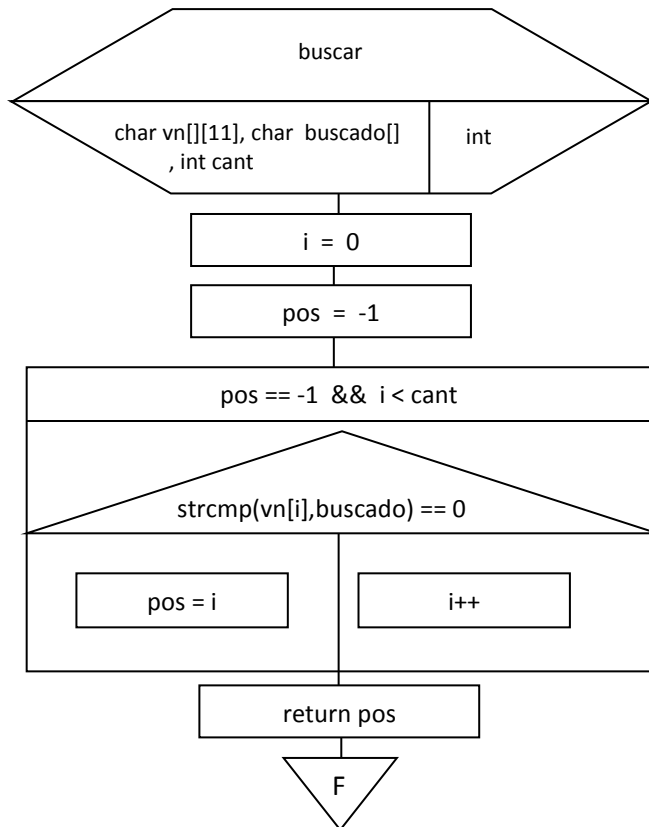 buscar
char vn[][11], char buscado[]
, int cant
int
i = 0
pos = -1
pos == -1 && i < cant
strcmp(vn[i],buscado) == 0
pos = i
i++
return pos
F